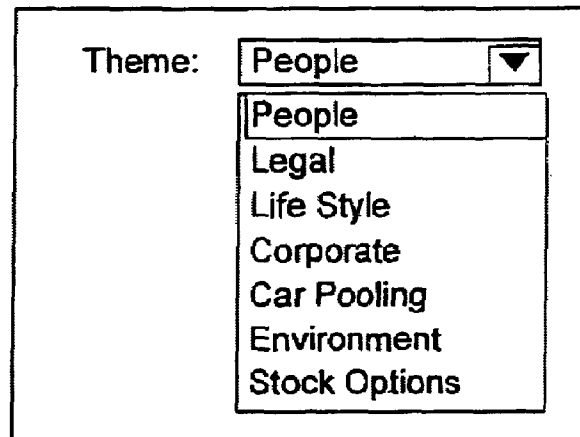 Theme: People
People
Legal
Life Style
Corporate
Car Pooling
Environment
Stock Options